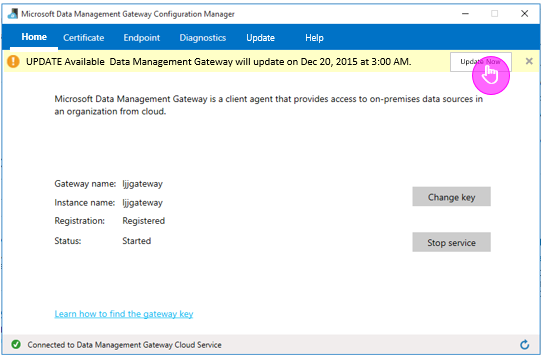 Microsoft Data Management Gateway Configuration Manager
Home Certificate Endpoint Diagnostics Update Help
UPDATE Available Data Management Gateway will update on Dec 20, 2015 at 3:00 AM. Update Now
Microsoft Data Management Gateway is a client agent that provides access to on-premises data sources in
an organization from cloud.
Gateway name: ljjgateway
Instance name: ljjgateway
Change key
Registration: Registered
Status: Started
Stop service
Learn how to find the gateway key
Connected to Data Management Gateway Cloud Service